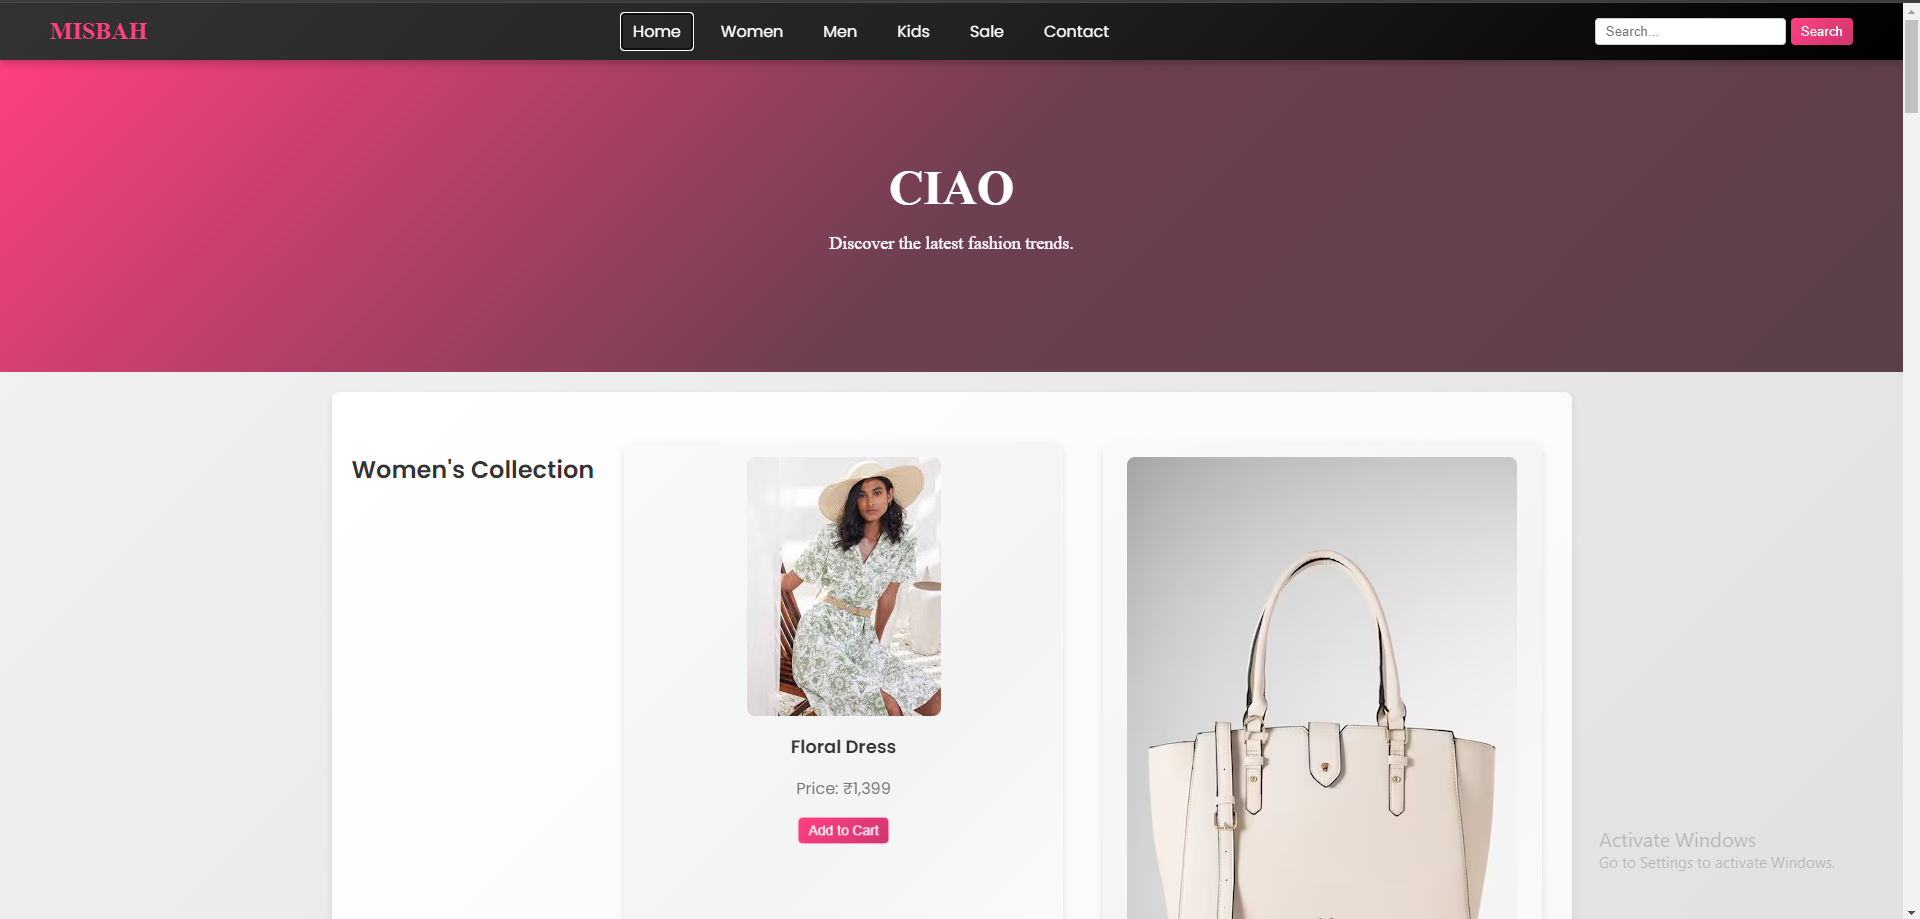 MISBAH
Home Women Men Kids Sale Contact
Search... Search
CIAO
Discover the latest fashion trends.
Women's Collection
Floral Dress
Price: ₹1,399
Add to Cart
Activate Windows
Go to Settings to activate Windows.